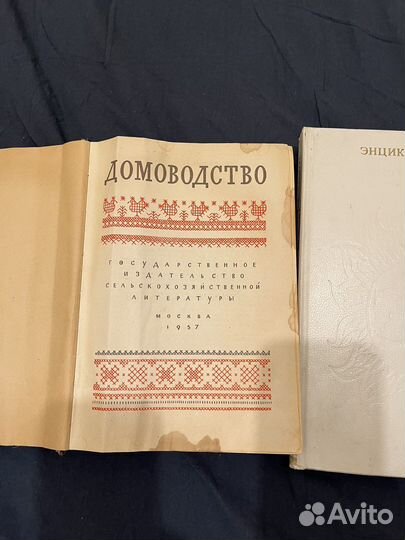 ДОМОВОДСТВО
ГОСУДАРСТВЕННОЕ
ИЗДАТЕЛЬСТВО
СЕЛЬСКОХОЗЯЙСТВЕННОЙ
ЛИТЕРАТУРЫ
МОСКВА
1957
ЭНЦИК
Avito